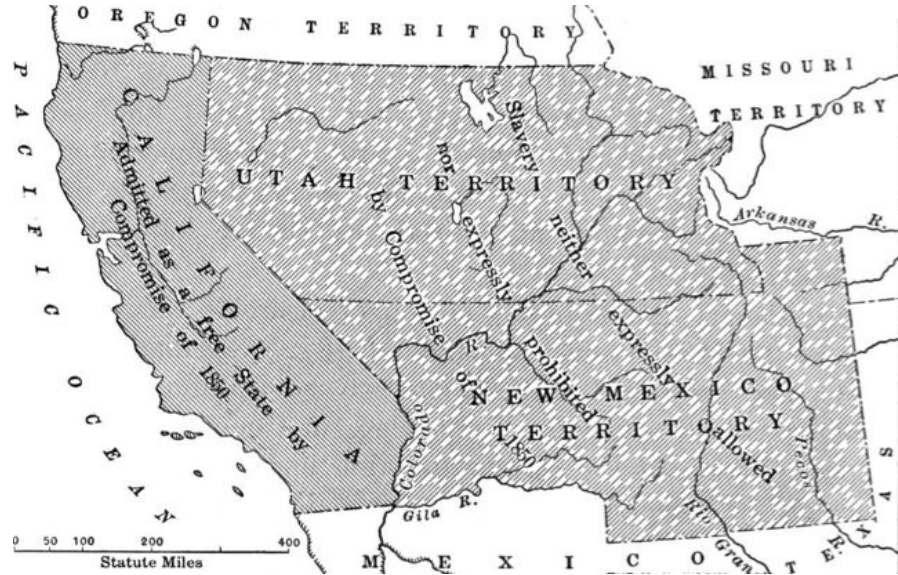 OREGON TERRITORY
MISSOURI
TERRITORY
PACIFIC
OCEAN
CALIFORNIA
Admitted as a free State by
Compromise of 1850
UTAH TERRITORY
Slavery neither expressly allowed
nor expressly prohibited
by Compromise of 1850
Arkansas R.
NEW MEXICO
TERRITORY
Colorado R.
Gila R.
Rio Gran
Pecos R.
TEXAS
MEXICO
0 50 100 200 400
Statute Miles